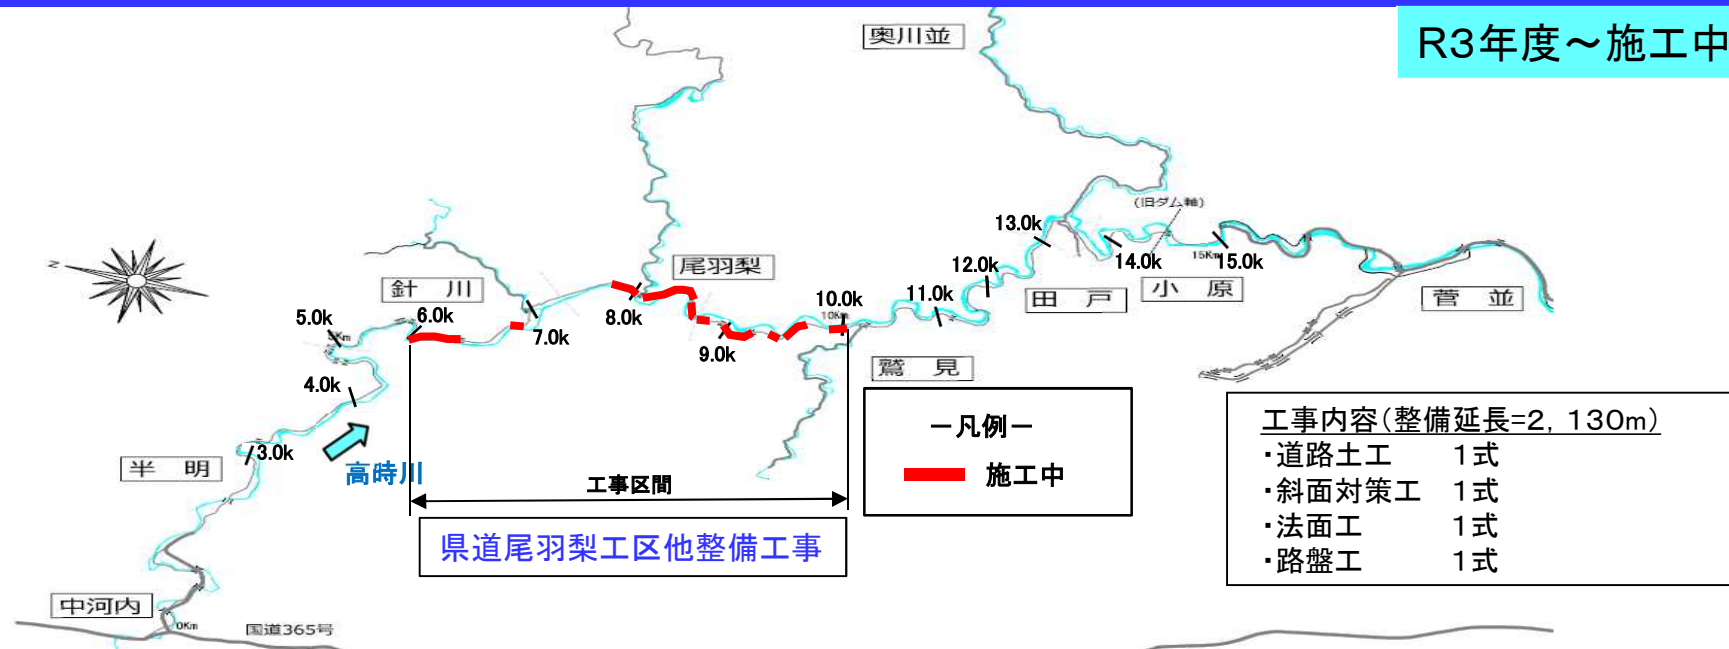 R3年度～施工中
奥川並
(旧ダム軸)
13.0k
14.0k
15Km
15.0k
尾羽梨
12.0k
田 戸
小 原
菅 並
N
針 川
5.0k
6.0k
5Km
7.0k
8.0k
9.0k
10.0k
10Km
11.0k
鷲 見
4.0k
3.0k
半 明
高時川
工事区間
県道尾羽梨工区他整備工事
－凡例－
施工中
工事内容(整備延長=2，130m)
・道路土工 1式
・斜面対策工 1式
・法面工 1式
・路盤工 1式
中河内
0Km
国道365号